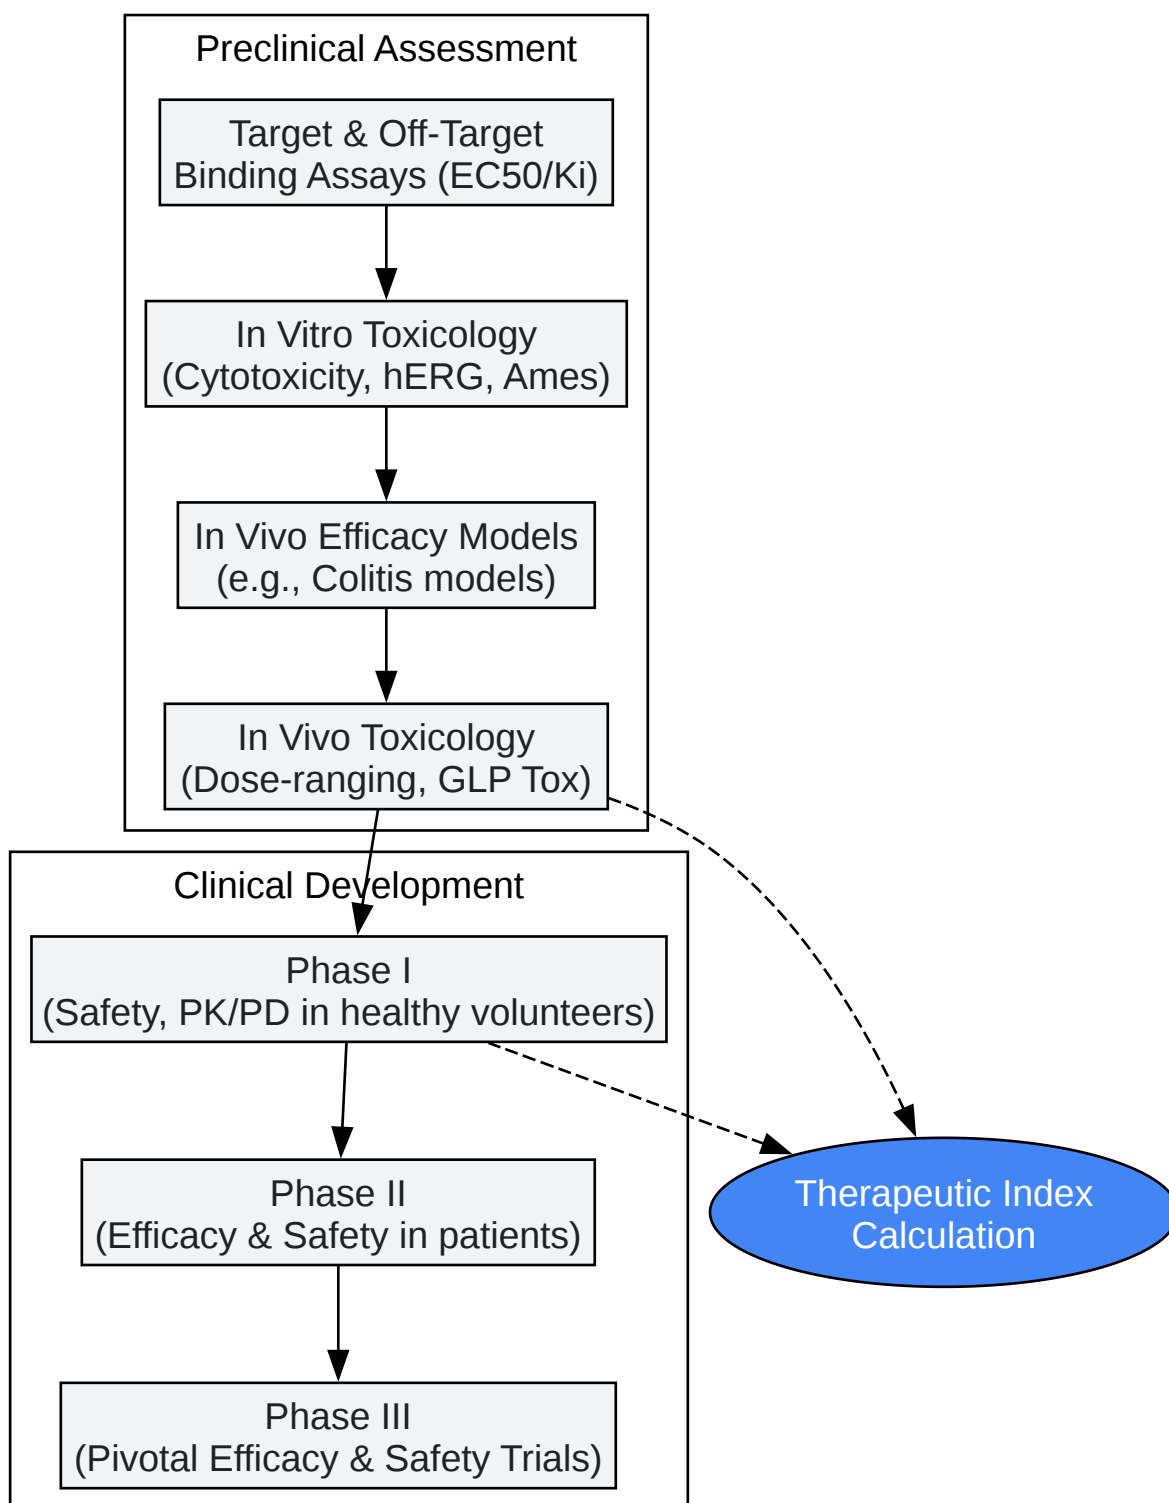 Preclinical Assessment
Target & Off-Target
Binding Assays (EC50/Ki)
In Vitro Toxicology
(Cytotoxicity, hERG, Ames)
In Vivo Efficacy Models
(e.g., Colitis models)
In Vivo Toxicology
(Dose-ranging, GLP Tox)
Clinical Development
Phase I
(Safety, PK/PD in healthy volunteers)
Phase II
(Efficacy & Safety in patients)
Therapeutic Index
Calculation
Phase III
(Pivotal Efficacy & Safety Trials)